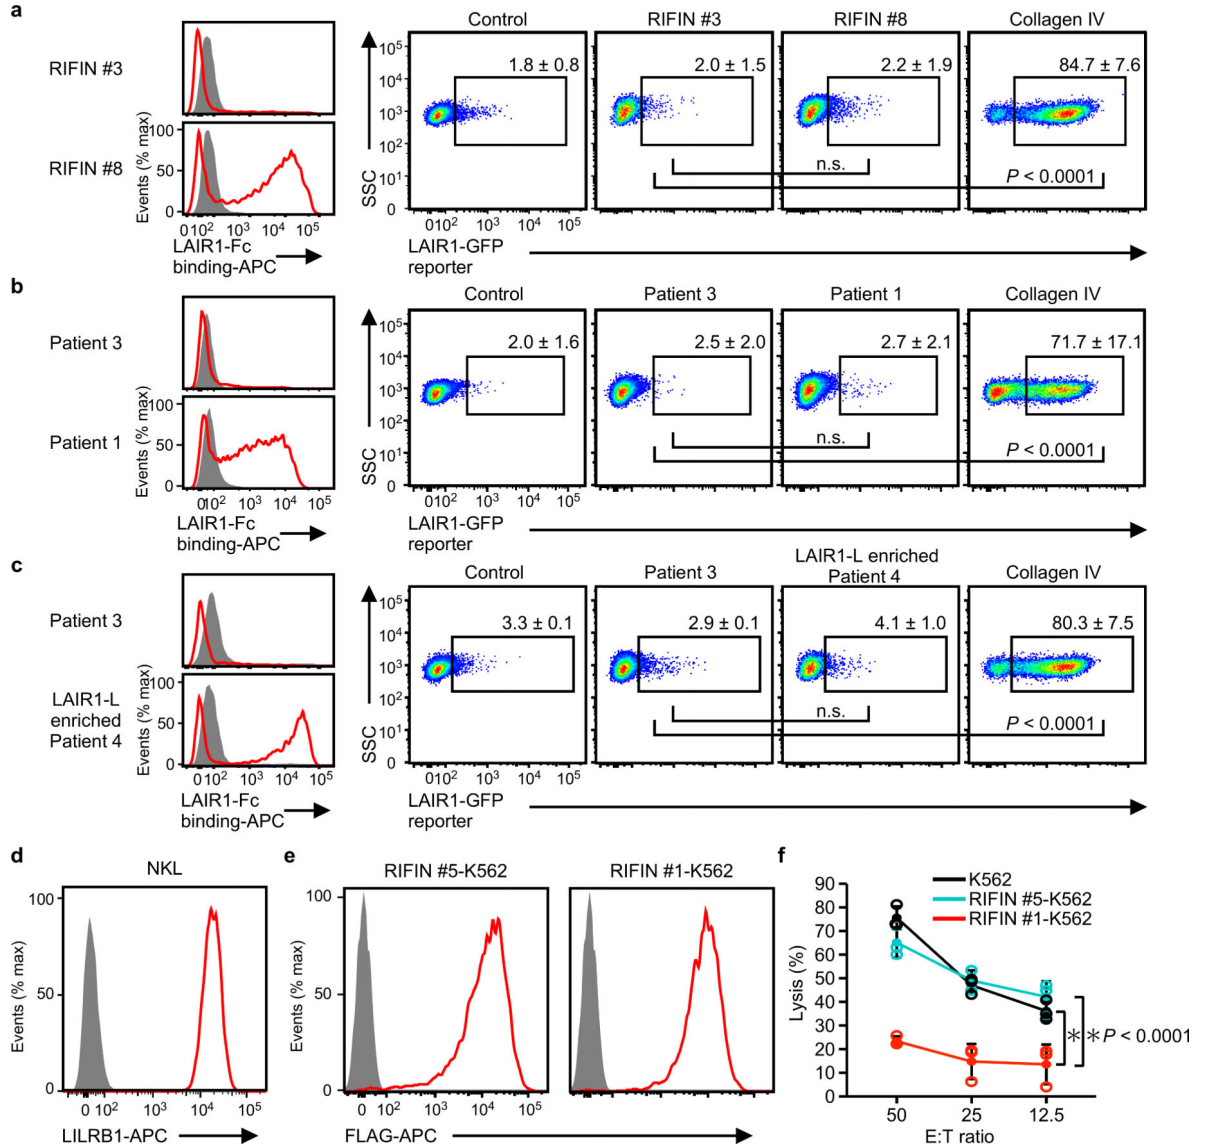 a
RIFIN #3
RIFIN #8
Events (% max)
100
50
0
0 10² 10³ 10⁴ 10⁵
LAIR1-Fc
binding-APC
Control
RIFIN #3
RIFIN #8
Collagen IV
1.8 ± 0.8
2.0 ± 1.5
2.2 ± 1.9
84.7 ± 7.6
10⁵
10⁴
10³
10²
10¹
0
SSC
n.s.
P < 0.0001
0 10² 10³ 10⁴ 10⁵
LAIR1-GFP
reporter
b
Patient 3
Patient 1
Events (% max)
100
50
0
0 10² 10³ 10⁴ 10⁵
LAIR1-Fc
binding-APC
Control
Patient 3
Patient 1
Collagen IV
2.0 ± 1.6
2.5 ± 2.0
2.7 ± 2.1
71.7 ± 17.1
10⁵
10⁴
10³
10²
10¹
0
SSC
n.s.
P < 0.0001
0 10² 10³ 10⁴ 10⁵
LAIR1-GFP
reporter
c
Patient 3
LAIR1-L
enriched
Patient 4
Events (% max)
100
50
0
0 10² 10³ 10⁴ 10⁵
LAIR1-Fc
binding-APC
Control
Patient 3
LAIR1-L enriched
Patient 4
Collagen IV
3.3 ± 0.1
2.9 ± 0.1
4.1 ± 1.0
80.3 ± 7.5
10⁵
10⁴
10³
10²
10¹
0
SSC
n.s.
P < 0.0001
0 10² 10³ 10⁴ 10⁵
LAIR1-GFP
reporter
d
NKL
Events (% max)
100
50
0
0 10² 10³ 10⁴ 10⁵
LILRB1-APC
e
RIFIN #5-K562
RIFIN #1-K562
Events (% max)
100
50
0
0 10² 10³ 10⁴ 10⁵
FLAG-APC
f
K562
RIFIN #5-K562
RIFIN #1-K562
Lysis (%)
90
80
70
60
50
40
30
20
10
0
50 25 12.5
E:T ratio
* * P < 0.0001